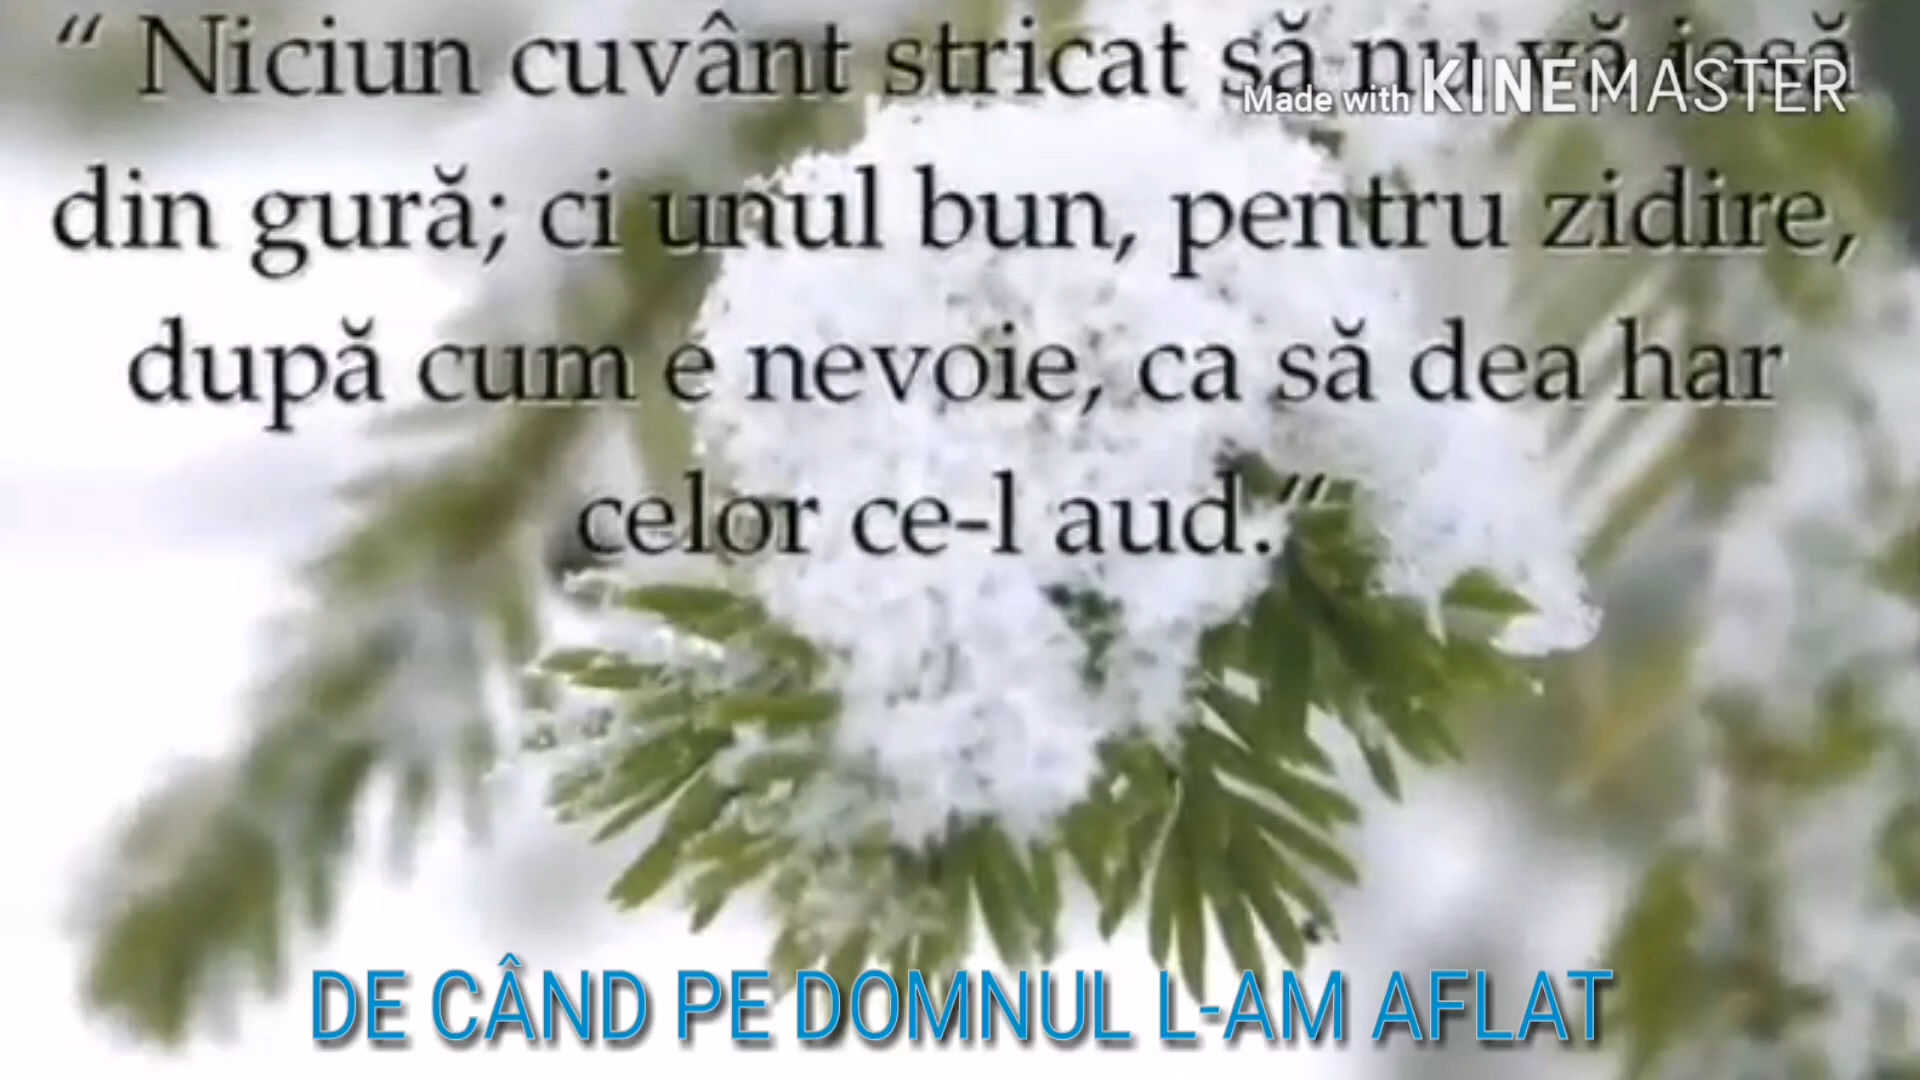 “ Niciun cuvânt stricat să nu vă iasă
Made with KINEMASTER
din gură; ci unul bun, pentru zidire,
după cum e nevoie, ca să dea har
celor ce-l aud.“
DE CÂND PE DOMNUL L-AM AFLAT